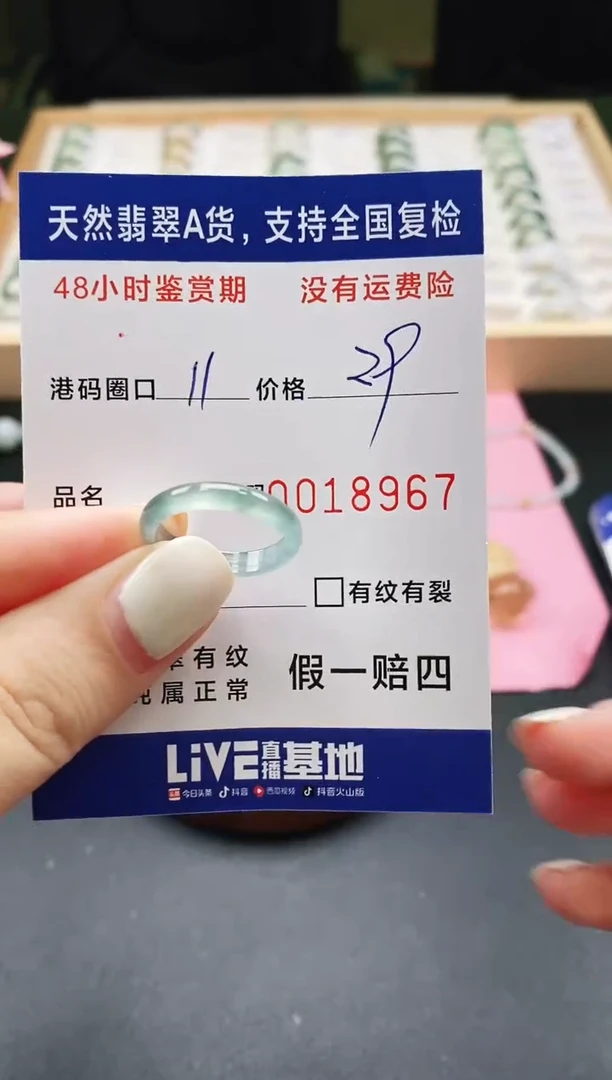 天然翡翠A货，支持全国复检
48小时鉴赏期 没有运费险
港码圈口 11 价格 29
品名 0018967
有纹有裂
有纹
纯属正常 假一赔四
LiVE直播基地
今日头条 抖音 西瓜视频 抖音火山版